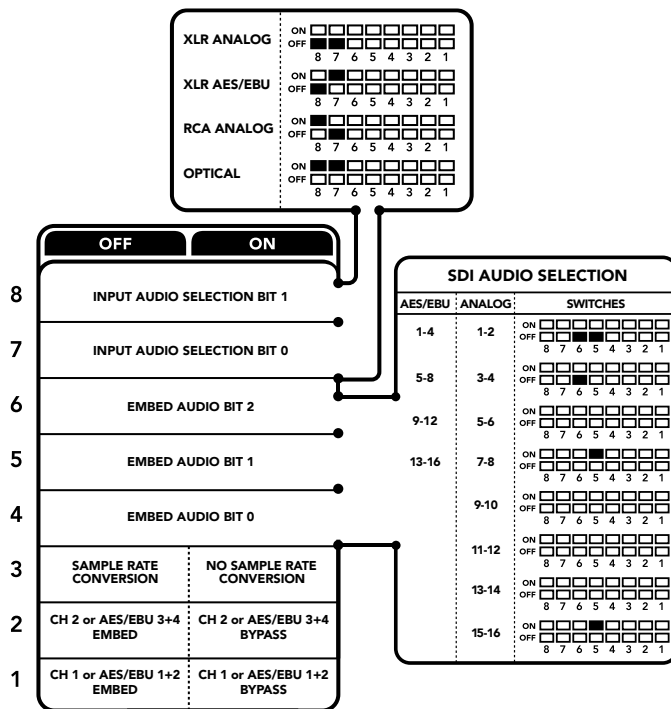 XLR ANALOG
ON
OFF
8 7 6 5 4 3 2 1
XLR AES/EBU
ON
OFF
8 7 6 5 4 3 2 1
RCA ANALOG
ON
OFF
8 7 6 5 4 3 2 1
OPTICAL
ON
OFF
8 7 6 5 4 3 2 1
OFF ON
8 INPUT AUDIO SELECTION BIT 1
7 INPUT AUDIO SELECTION BIT 0
6 EMBED AUDIO BIT 2
5 EMBED AUDIO BIT 1
4 EMBED AUDIO BIT 0
3 SAMPLE RATE CONVERSION NO SAMPLE RATE CONVERSION
2 CH 2 or AES/EBU 3+4 EMBED CH 2 or AES/EBU 3+4 BYPASS
1 CH 1 or AES/EBU 1+2 EMBED CH 1 or AES/EBU 1+2 BYPASS
SDI AUDIO SELECTION
AES/EBU ANALOG SWITCHES
1-4 1-2
ON
OFF
8 7 6 5 4 3 2 1
5-8 3-4
ON
OFF
8 7 6 5 4 3 2 1
9-12 5-6
ON
OFF
8 7 6 5 4 3 2 1
13-16 7-8
ON
OFF
8 7 6 5 4 3 2 1
9-10
ON
OFF
8 7 6 5 4 3 2 1
11-12
ON
OFF
8 7 6 5 4 3 2 1
13-14
ON
OFF
8 7 6 5 4 3 2 1
15-16
ON
OFF
8 7 6 5 4 3 2 1